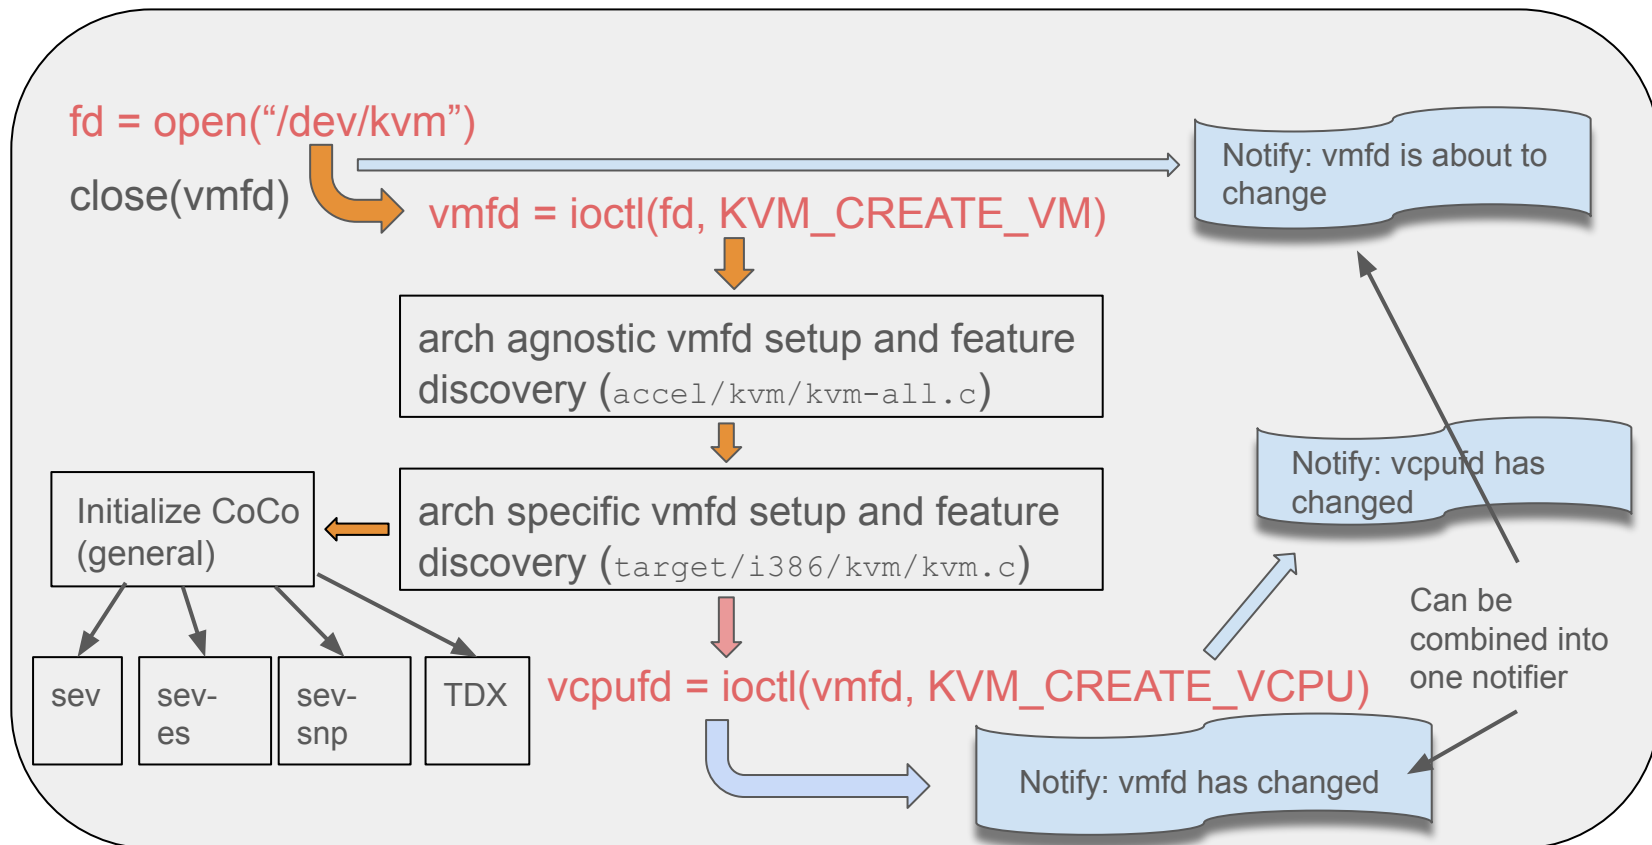 fd = open(“/dev/kvm”)
close(vmfd)
vmfd = ioctl(fd, KVM_CREATE_VM)
Notify: vmfd is about to
change
arch agnostic vmfd setup and feature
discovery (accel/kvm/kvm-all.c)
Notify: vcpufd has
changed
Initialize CoCo
(general)
arch specific vmfd setup and feature
discovery (target/i386/kvm/kvm.c)
Can be
combined into
one notifier
sev
sev-
es
sev-
snp
TDX
vcpufd = ioctl(vmfd, KVM_CREATE_VCPU)
Notify: vmfd has changed